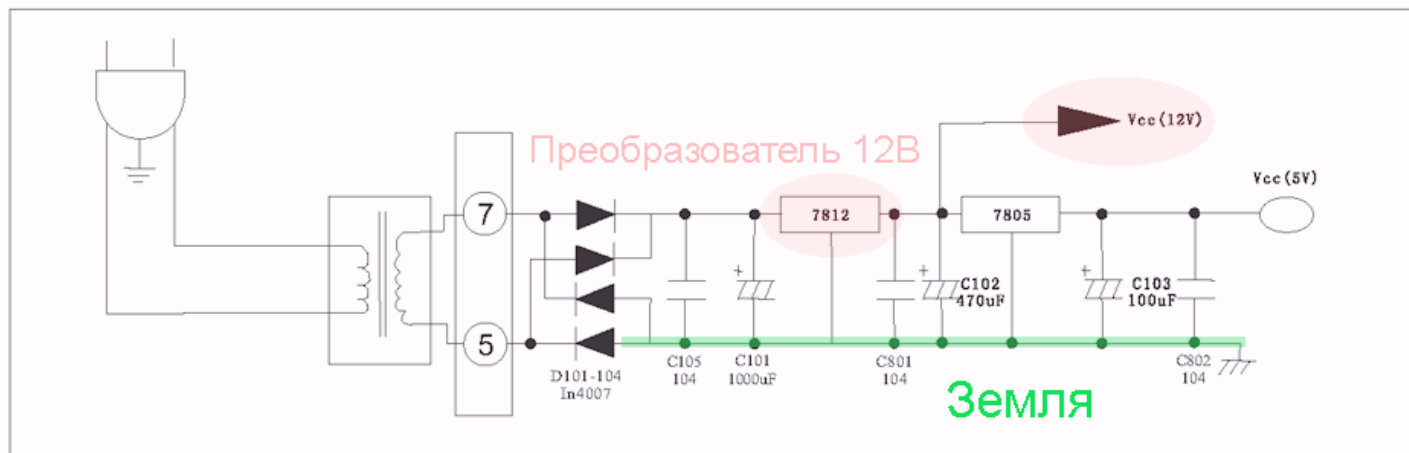 Vcc(12V)
Преобразователь 12В
Vcc(5V)
7
7812
7805
+
+
C102
470uF
+
C103
100uF
5
D101-104
In4007
C105
104
C101
1000uF
C801
104
C802
104
Земля